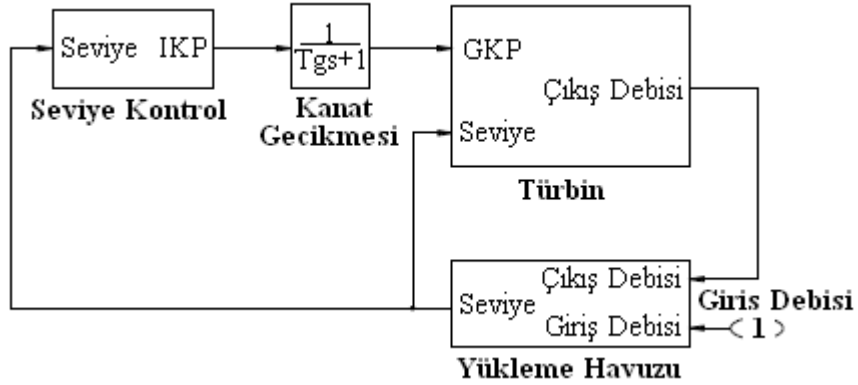 Seviye IKP
Seviye Kontrol
1
Tgs+1
Kanat
Gecikmesi
GKP
Çıkış Debisi
Seviye
Türbin
Çıkış Debisi
Seviye
Giriş Debisi
Yükleme Havuzu
Giris Debisi
1